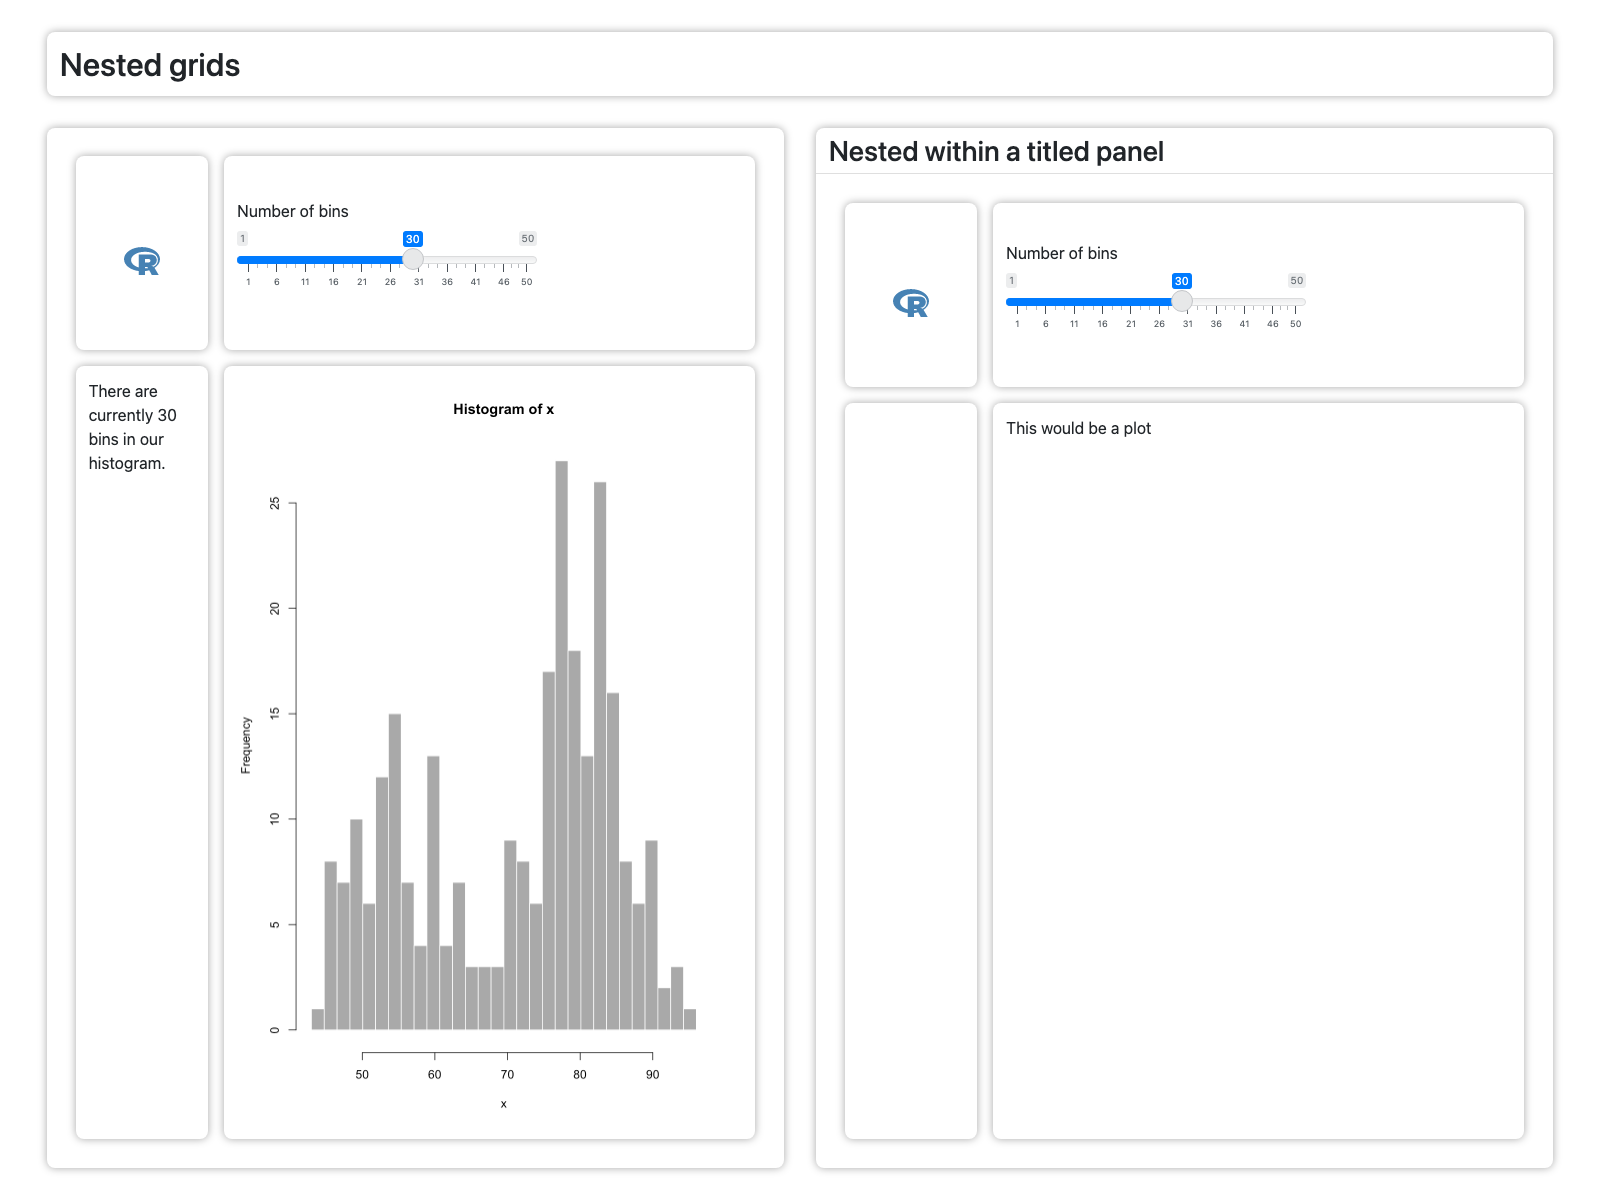 Nested grids
R
Number of bins
1 30 50
1 6 11 16 21 26 31 36 41 46 50
There are
currently 30
bins in our
histogram.
Histogram of x
Frequency
25
20
15
10
5
0
50 60 70 80 90
x
Nested within a titled panel
R
Number of bins
1 30 50
1 6 11 16 21 26 31 36 41 46 50
This would be a plot